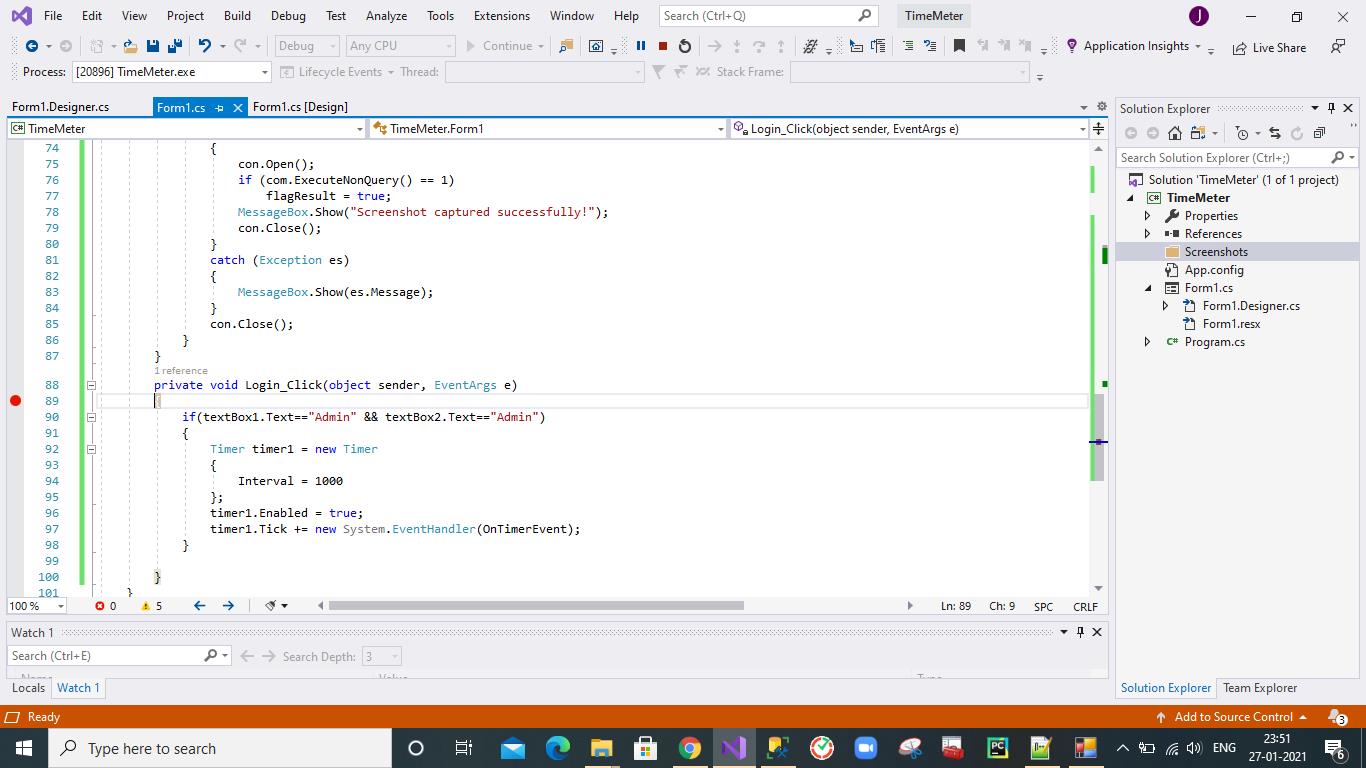 File Edit View Project Build Debug Test Analyze Tools Extensions Window Help Search (Ctrl+Q) TimeMeter J
Debug Any CPU Continue Application Insights Live Share
Process: [20896] TimeMeter.exe Lifecycle Events Thread: Stack Frame:
Form1.Designer.cs Form1.cs Form1.cs [Design]
TimeMeter TimeMeter.Form1 Login_Click(object sender, EventArgs e)
74 {
75 con.Open();
76 if (com.ExecuteNonQuery() == 1)
77 flagResult = true;
78 MessageBox.Show("Screenshot captured successfully!");
79 con.Close();
80 }
81 catch (Exception es)
82 {
83 MessageBox.Show(es.Message);
84 }
85 con.Close();
86 }
87 }
1 reference
88 private void Login_Click(object sender, EventArgs e)
89 {
90 if(textBox1.Text=="Admin" && textBox2.Text=="Admin")
91 {
92 Timer timer1 = new Timer
93 {
94 Interval = 1000
95 };
96 timer1.Enabled = true;
97 timer1.Tick += new System.EventHandler(OnTimerEvent);
98 }
99
100 }
101 }
100 % 0 5 Ln: 89 Ch: 9 SPC CRLF
Watch 1
Search (Ctrl+E) Search Depth: 3
Name Value Type
Locals Watch 1
Solution Explorer
Search Solution Explorer (Ctrl+;)
Solution 'TimeMeter' (1 of 1 project)
C# TimeMeter
Properties
References
Screenshots
App.config
Form1.cs
Form1.Designer.cs
Form1.resx
C# Program.cs
Solution Explorer Team Explorer
Ready Add to Source Control 3
Type here to search PC ENG 23:51
27-01-2021 6